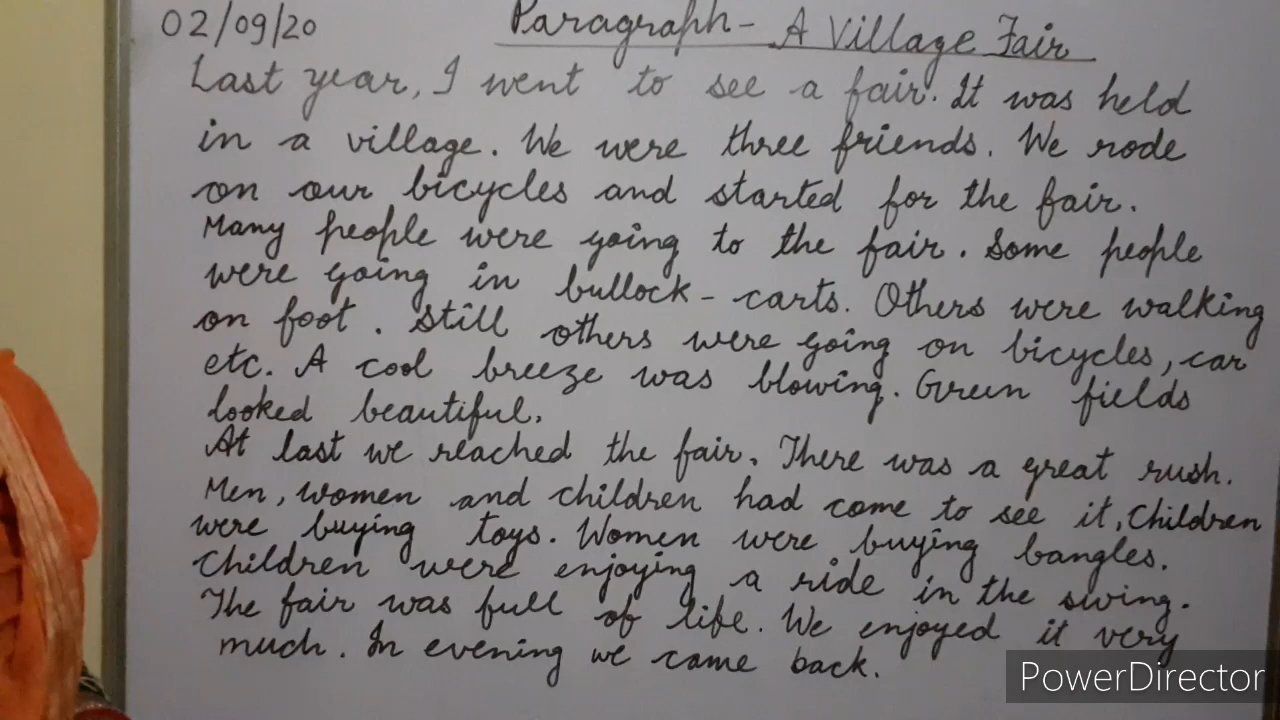 02/09/20
Paragraph - A Village Fair
Last year, I went to see a fair. It was held
in a village. We were three friends. We rode
on our bicycles and started for the fair.
Many people were going to the fair. Some people
were going in bullock-carts. Others were walking
on foot. Still others were going on bicycles, car
etc. A cool breeze was blowing. Green fields
looked beautiful.
At last we reached the fair. There was a great rush.
Men, women and children had come to see it. Children
were buying toys. Women were buying bangles.
Children were enjoying a ride in the swing.
The fair was full of life. We enjoyed it very
much. In evening we came back.
PowerDirector